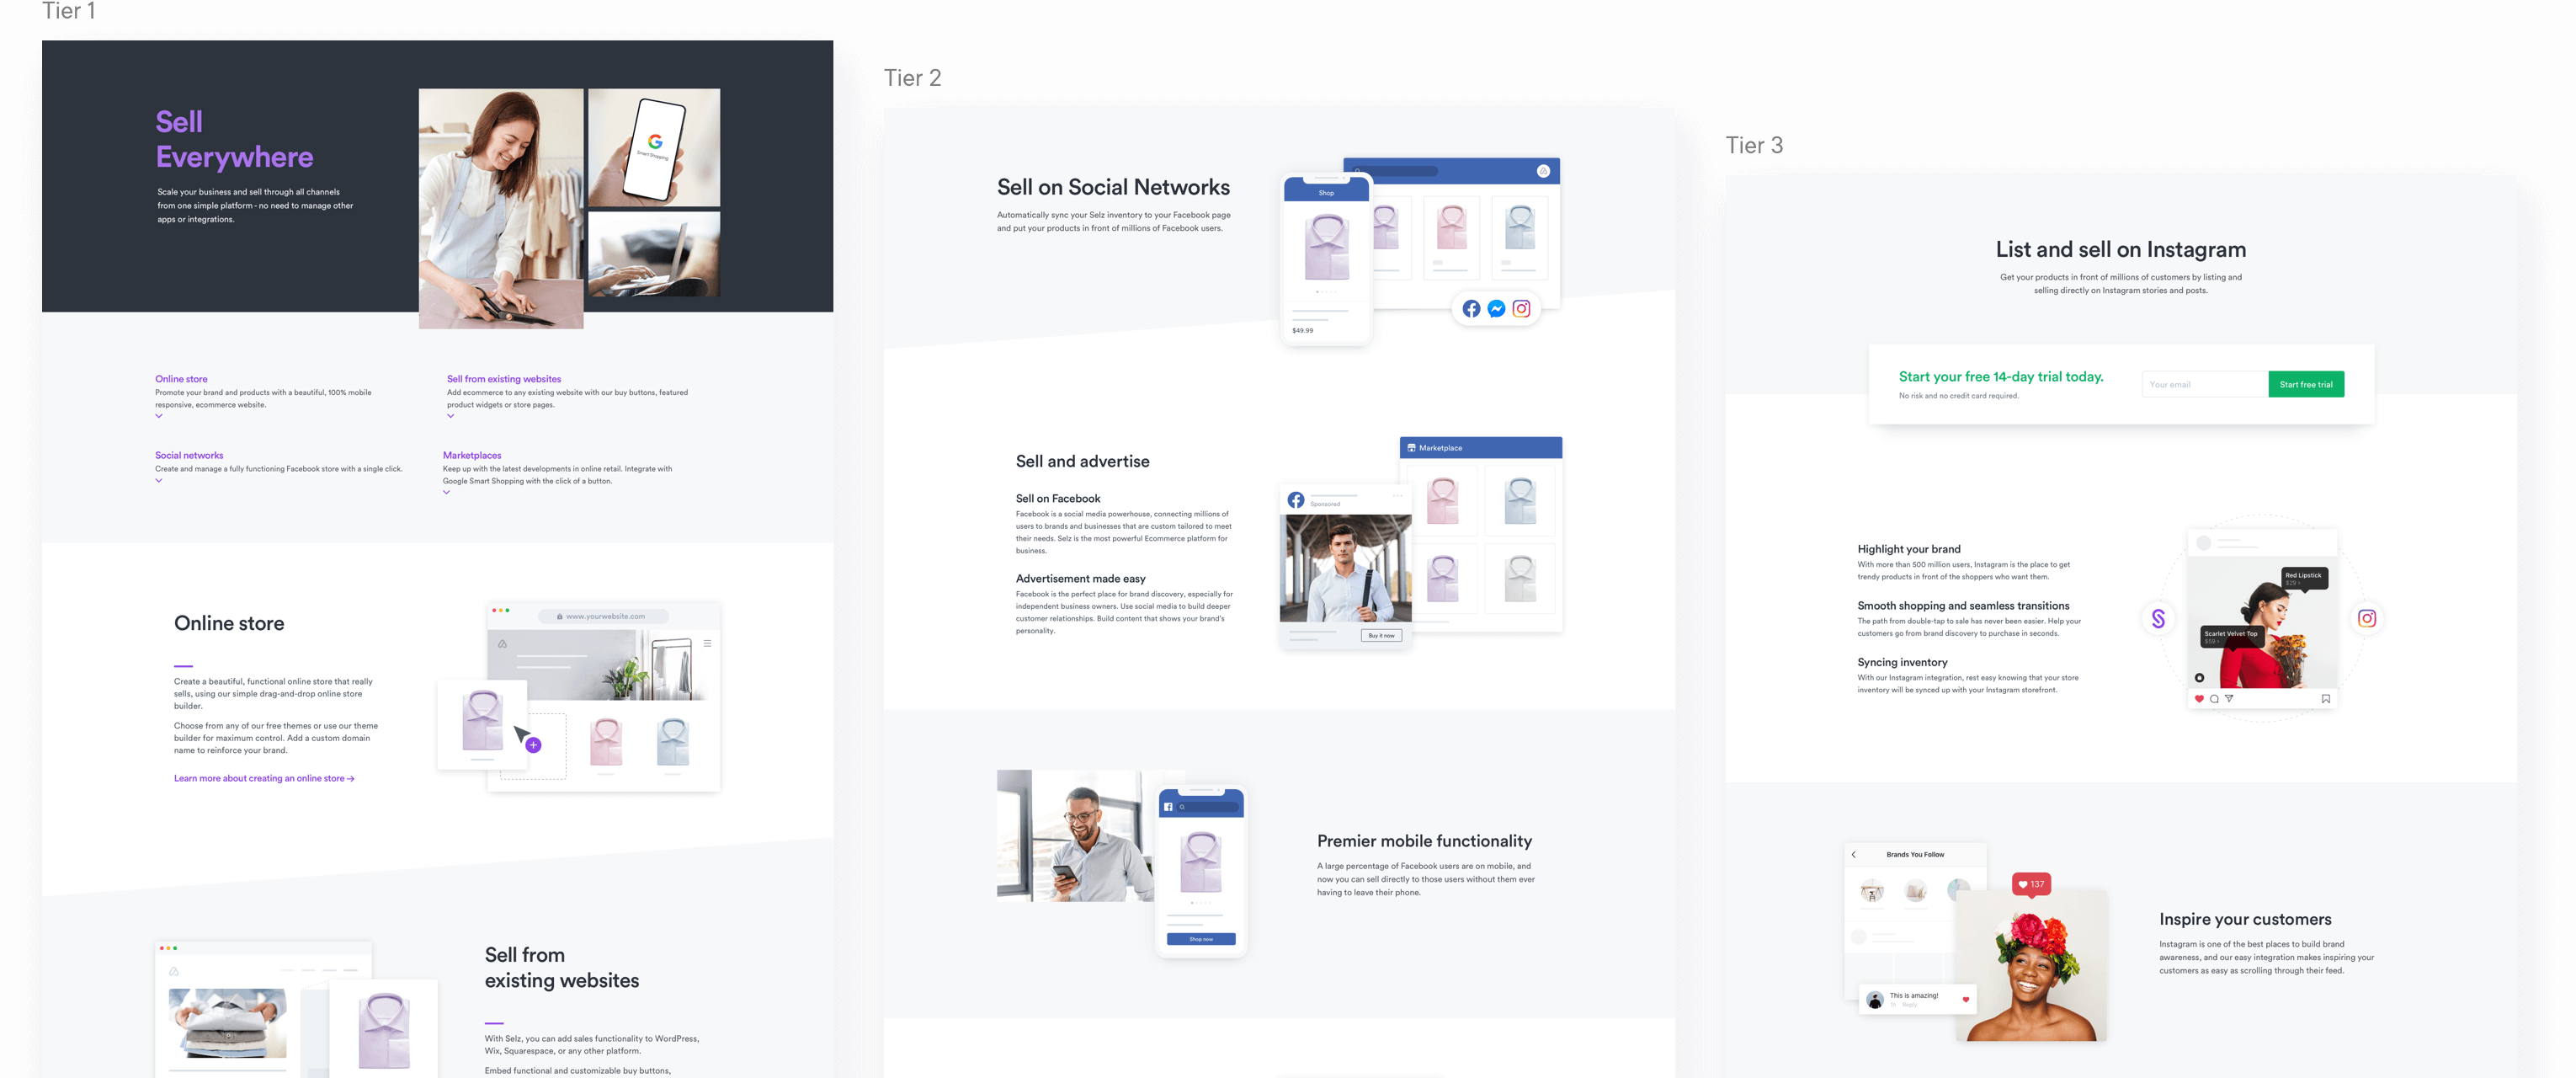 Tier 1
Sell
Everywhere
Scale your business and sell through all channels
from one simple platform - no need to manage other
apps or integrations.
Smart Shopping
Online store
Promote your brand and products with a beautiful, 100% mobile
responsive, ecommerce website.
Sell from existing websites
Add ecommerce to any existing website with our buy buttons, featured
product widgets or store pages.
Social networks
Create and manage a fully functioning Facebook store with a single click.
Marketplaces
Keep up with the latest developments in online retail. Integrate with
Google Smart Shopping with the click of a button.
Online store
Create a beautiful, functional online store that really
sells, using our simple drag-and-drop online store
builder.
Choose from any of our free themes or use our theme
builder for maximum control. Add a custom domain
name to reinforce your brand.
Learn more about creating an online store →
www.yourwebsite.com
Sell from
existing websites
With Selz, you can add sales functionality to WordPress,
Wix, Squarespace, or any other platform.
Embed functional and customizable buy buttons,
Tier 2
Sell on Social Networks
Automatically sync your Selz inventory to your Facebook page
and put your products in front of millions of Facebook users.
Shop
$49.99
Sell and advertise
Sell on Facebook
Facebook is a social media powerhouse, connecting millions of
users to brands and businesses that are custom tailored to meet
their needs. Selz is the most powerful Ecommerce platform for
business.
Advertisement made easy
Facebook is the perfect place for brand discovery, especially for
independent business owners. Use social media to build deeper
customer relationships. Build content that shows your brand's
personality.
Marketplace
Sponsored
Buy it now
Premier mobile functionality
A large percentage of Facebook users are on mobile, and
now you can sell directly to those users without them ever
having to leave their phone.
Shop now
Tier 3
List and sell on Instagram
Get your products in front of millions of customers by listing and
selling directly on Instagram stories and posts.
Start your free 14-day trial today.
No risk and no credit card required.
Your email
Start free trial
Highlight your brand
With more than 500 million users, Instagram is the place to get
trendy products in front of the shoppers who want them.
Smooth shopping and seamless transitions
The path from double-tap to sale has never been easier. Help your
customers go from brand discovery to purchase in seconds.
Syncing inventory
With our Instagram integration, rest easy knowing that your store
inventory will be synced up with your Instagram storefront.
Red Lipstick
$29 ›
Scarlet Velvet Top
$59 ›
Brands You Follow
137
This is amazing!
1h Reply
Inspire your customers
Instagram is one of the best places to build brand
awareness, and our easy integration makes inspiring your
customers as easy as scrolling through their feed.